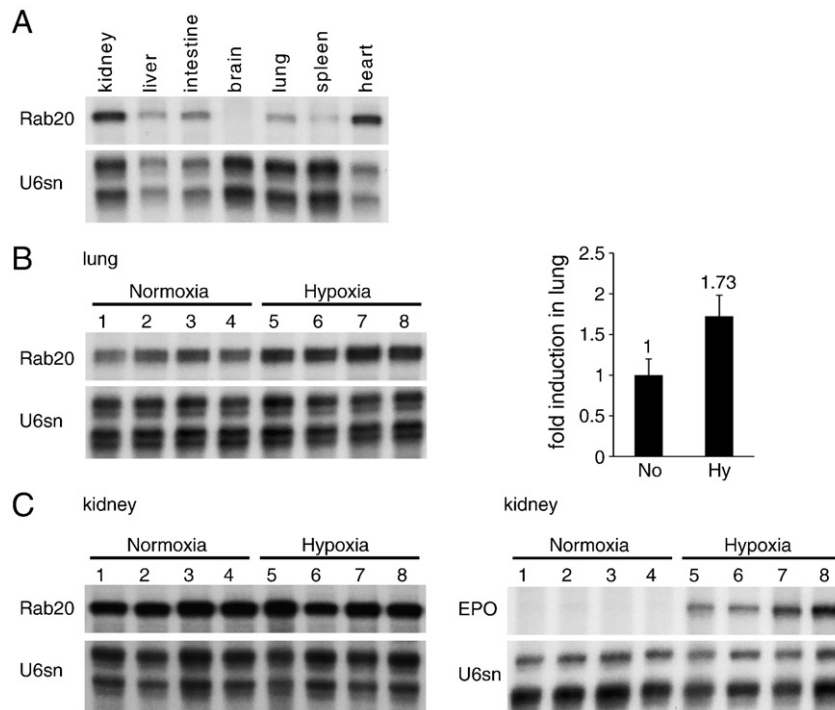 A
kidney liver intestine brain lung spleen heart
Rab20
U6sn
B lung
Normoxia Hypoxia
1 2 3 4 5 6 7 8
Rab20
U6sn
fold induction in lung
2.5
2
1.5
1
0.5
0
1 1.73
No Hy
C kidney
Normoxia Hypoxia
1 2 3 4 5 6 7 8
Rab20
U6sn
kidney
Normoxia Hypoxia
1 2 3 4 5 6 7 8
EPO
U6sn